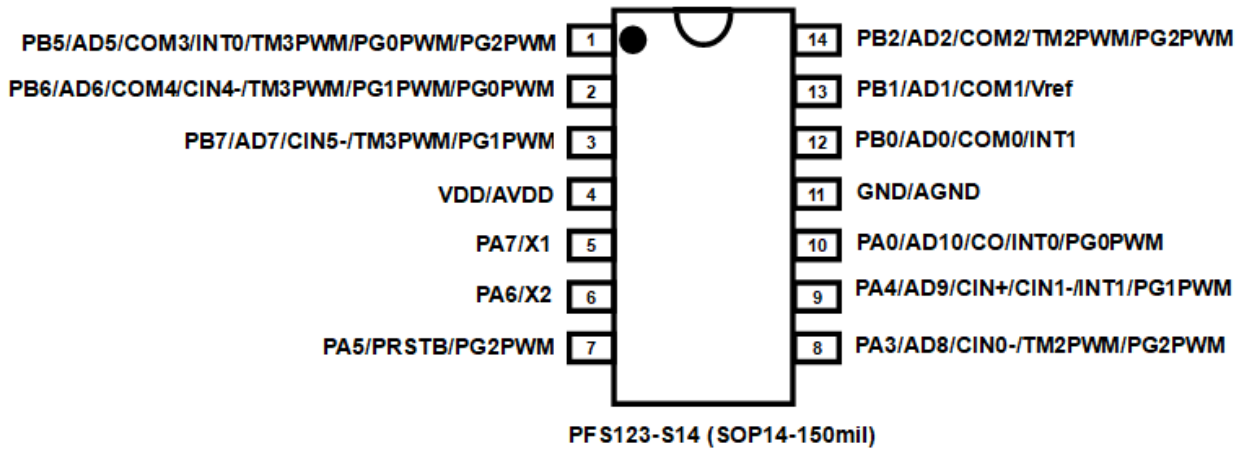 PB5/AD5/COM3/INT0/TM3PWM/PG0PWM/PG2PWM 1 14 PB2/AD2/COM2/TM2PWM/PG2PWM
PB6/AD6/COM4/CIN4-/TM3PWM/PG1PWM/PG0PWM 2 13 PB1/AD1/COM1/Vref
PB7/AD7/CIN5-/TM3PWM/PG1PWM 3 12 PB0/AD0/COM0/INT1
VDD/AVDD 4 11 GND/AGND
PA7/X1 5 10 PA0/AD10/CO/INT0/PG0PWM
PA6/X2 6 9 PA4/AD9/CIN+/CIN1-/INT1/PG1PWM
PA5/PRSTB/PG2PWM 7 8 PA3/AD8/CIN0-/TM2PWM/PG2PWM
PFS123-S14 (SOP14-150mil)